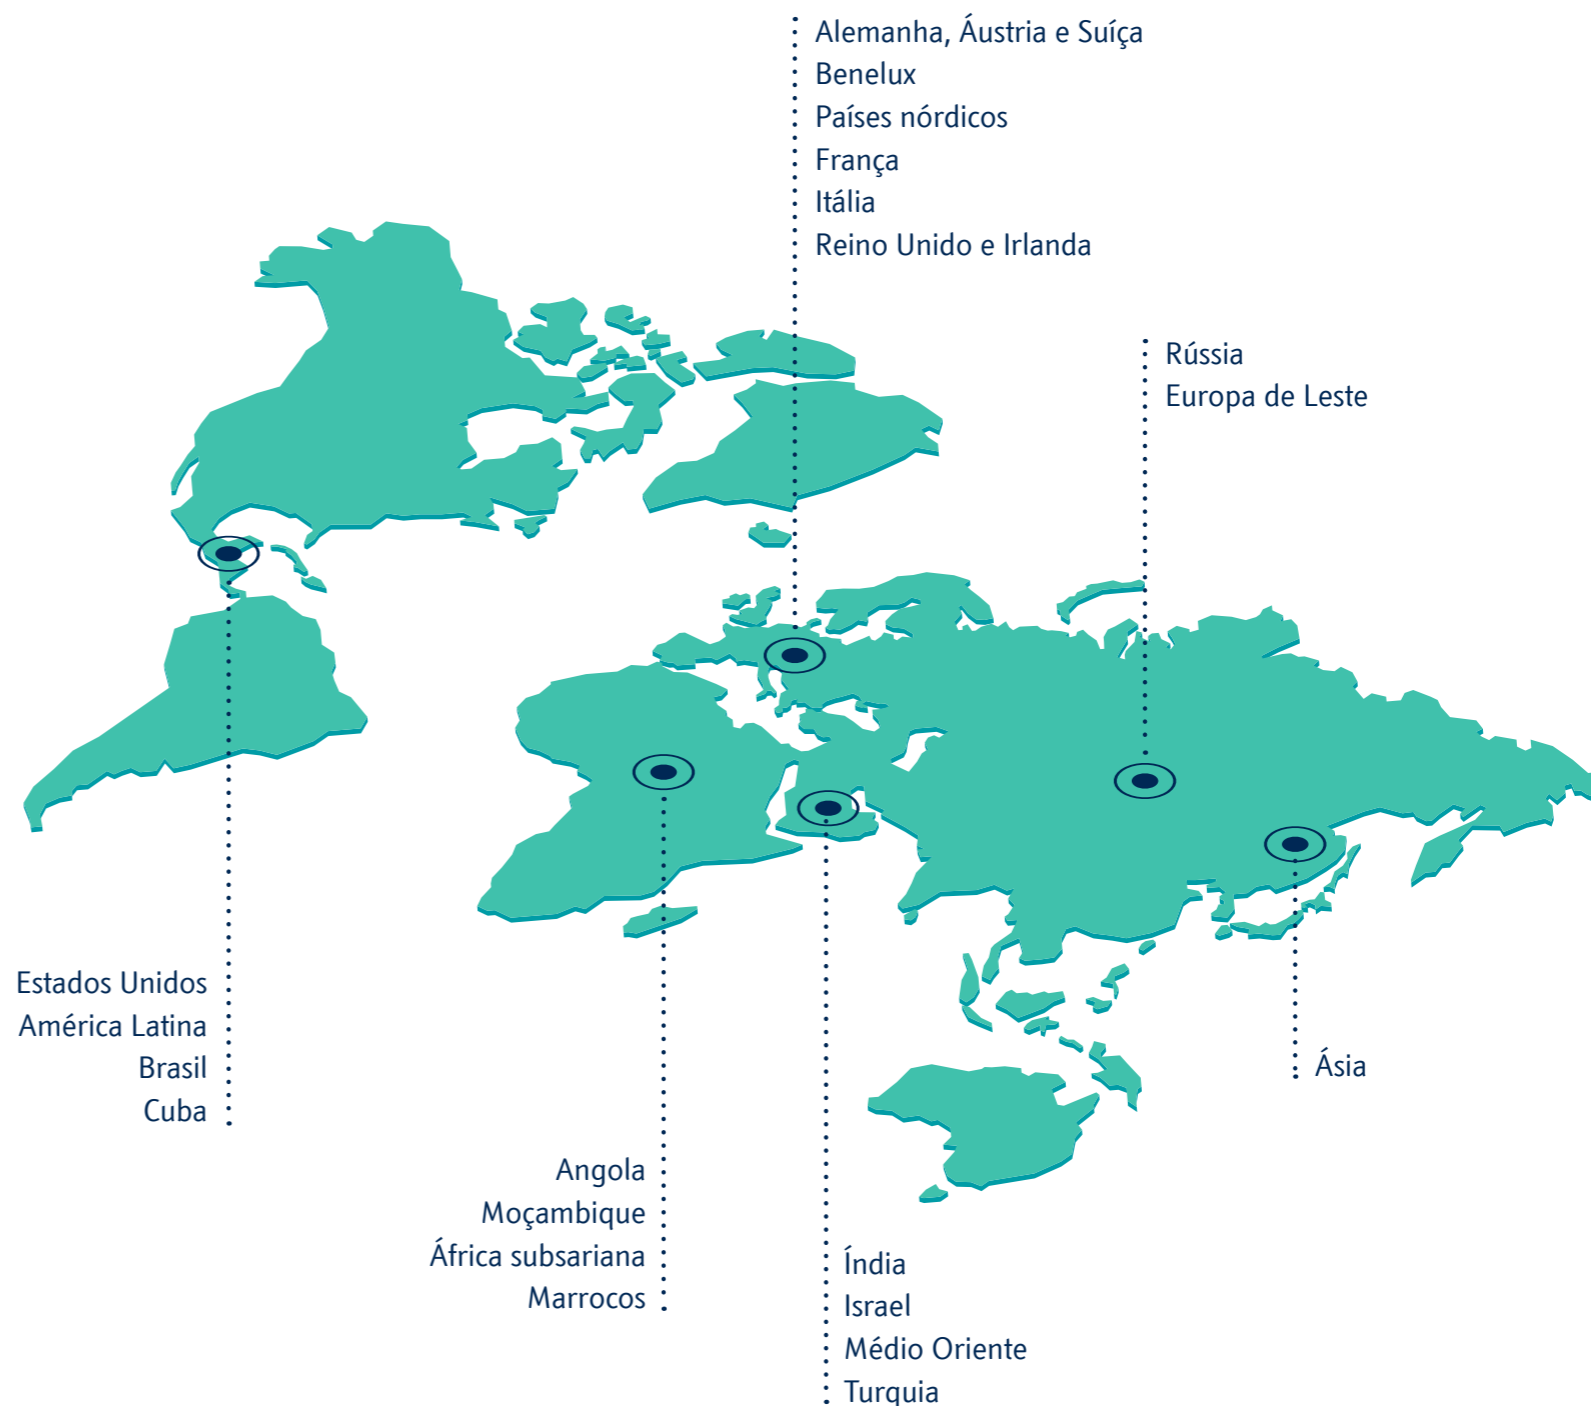 Alemanha, Áustria e Suíça
Benelux
Países nórdicos
França
Itália
Reino Unido e Irlanda
Rússia
Europa de Leste
Estados Unidos
América Latina
Brasil
Cuba
Ásia
Angola
Moçambique
África subsariana
Marrocos
Índia
Israel
Médio Oriente
Turquia